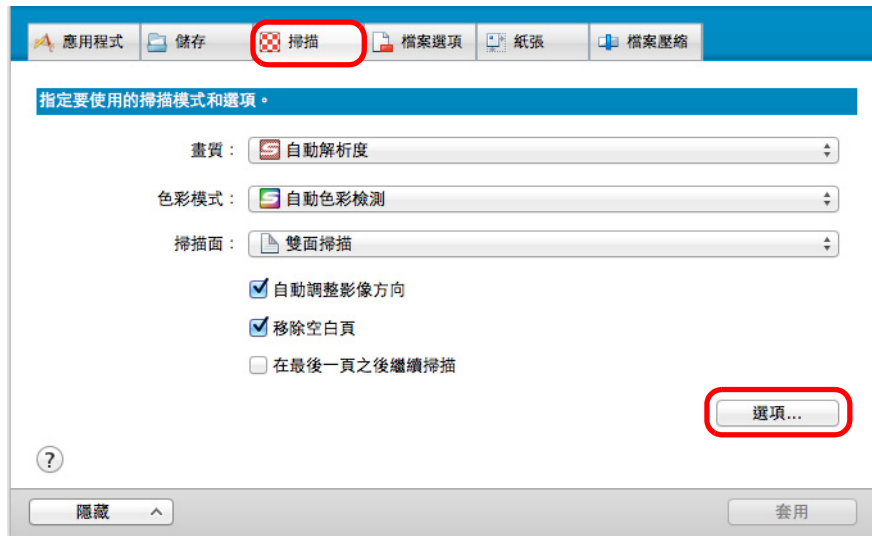 應用程式 儲存 掃描 檔案選項 紙張 檔案壓縮
指定要使用的掃描模式和選項。
畫質： 自動解析度
色彩模式： 自動色彩檢測
掃描面： 雙面掃描
自動調整影像方向
移除空白頁
在最後一頁之後繼續掃描
選項...
?
隱藏 套用